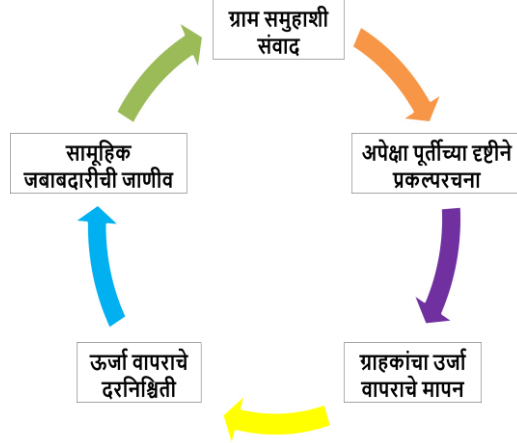 ग्राम समुहाशी
संवाद
अपेक्षा पूर्तीच्या दृष्टीने
प्रकल्परचना
ग्राहकांचा उर्जा
वापराचे मापन
ऊर्जा वापराचे
दरनिश्चिती
सामूहिक
जबाबदारीची जाणीव